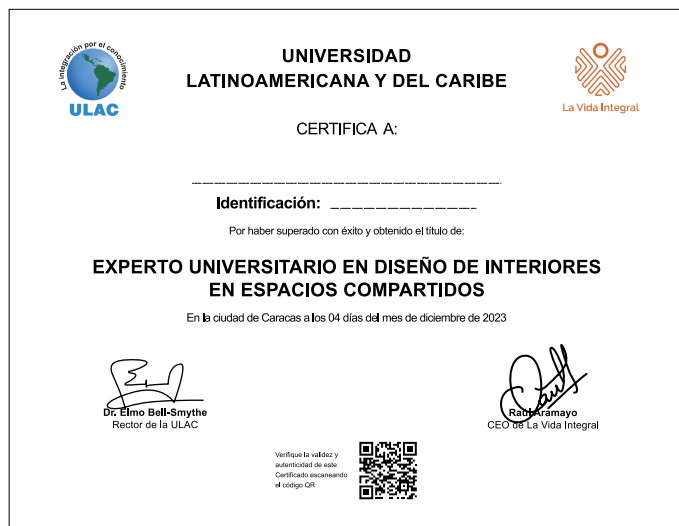 La integración por el conocimiento
ULAC
UNIVERSIDAD
LATINOAMERICANA Y DEL CARIBE
La Vida Integral
CERTIFICA A:
Identificación:
Por haber superado con éxito y obtenido el título de:
EXPERTO UNIVERSITARIO EN DISEÑO DE INTERIORES
EN ESPACIOS COMPARTIDOS
En la ciudad de Caracas a los 04 días del mes de diciembre de 2023
Dr. Elmo Bell-Smythe
Rector de la ULAC
Raúl Aramayo
CEO de La Vida Integral
Verifique la validez y
autenticidad de este
Certificado escaneando
el código QR